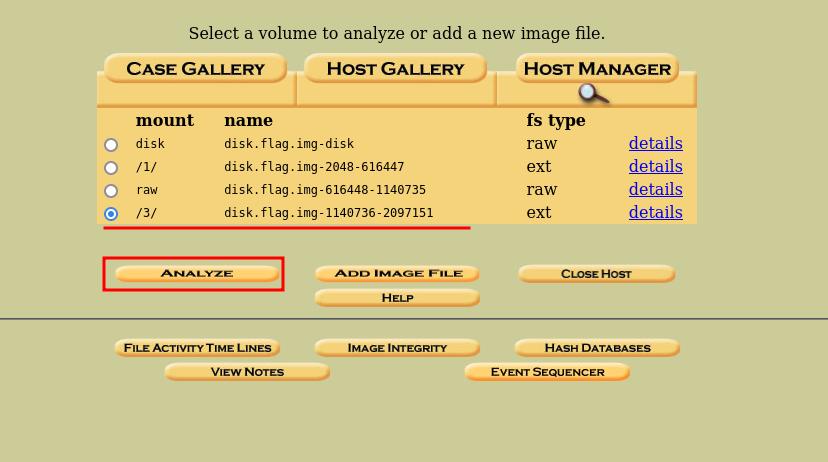 Select a volume to analyze or add a new image file.
CASE GALLERY HOST GALLERY HOST MANAGER
mount name fs type
disk disk.flag.img-disk raw details
/1/ disk.flag.img-2048-616447 ext details
raw disk.flag.img-616448-1140735 raw details
/3/ disk.flag.img-1140736-2097151 ext details
ANALYZE ADD IMAGE FILE CLOSE HOST
HELP
FILE ACTIVITY TIME LINES IMAGE INTEGRITY HASH DATABASES
VIEW NOTES EVENT SEQUENCER